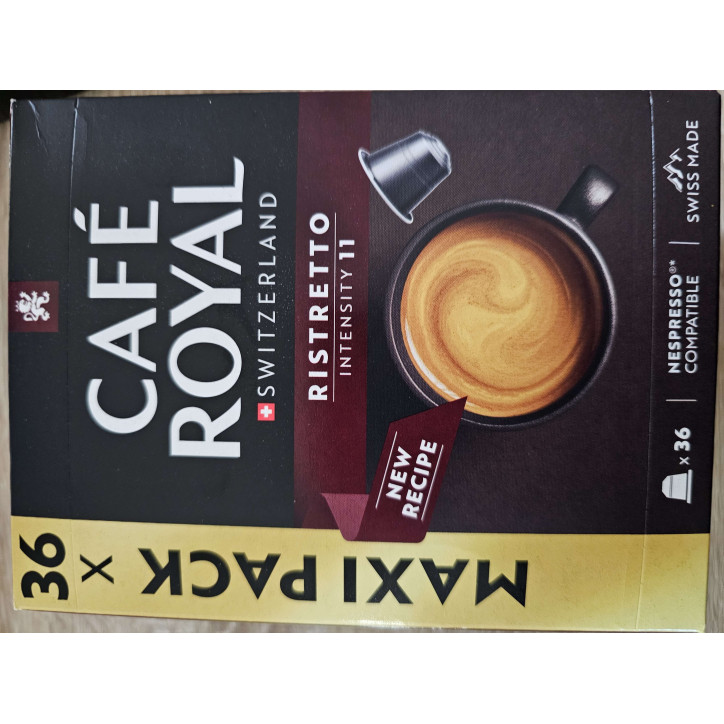 36
X
MAXI PACK
CAFÉ
ROYAL
SWITZERLAND
RISTRETTO
INTENSITY 11
NEW
RECIPE
x 36
NESPRESSO®*
COMPATIBLE
SWISS MADE